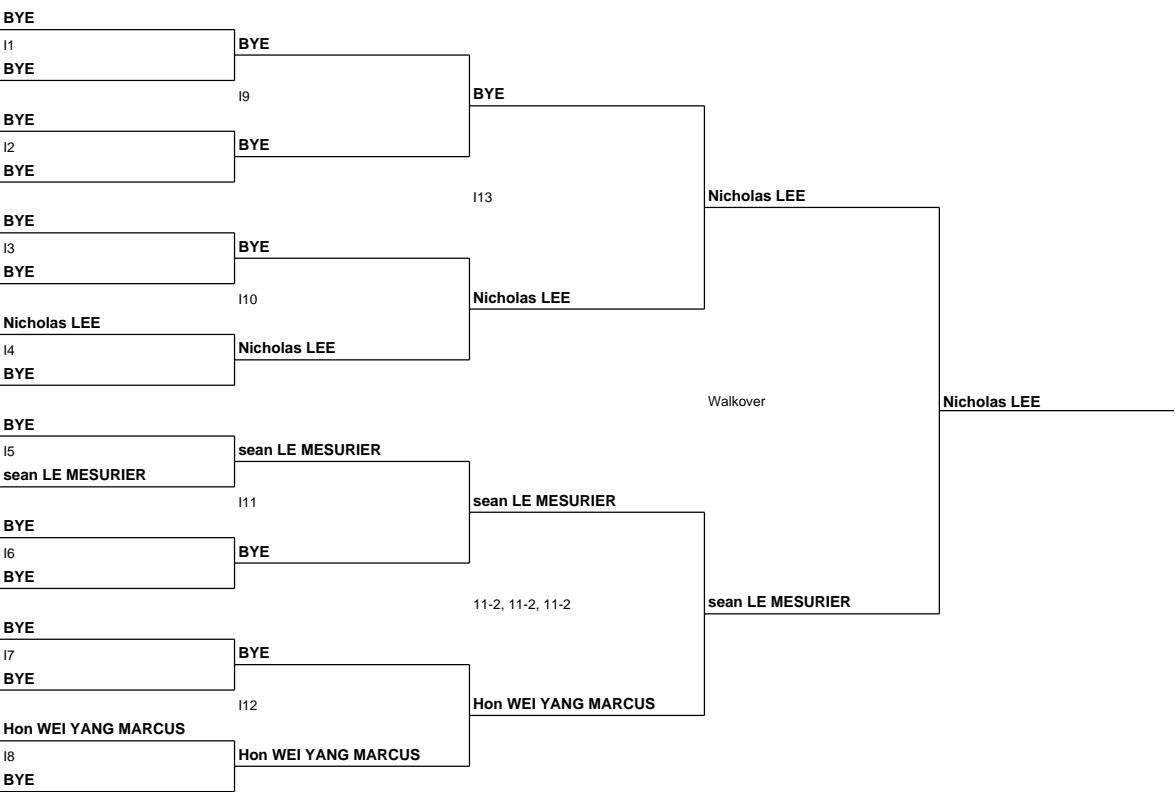 BYE
I1
BYE
BYE
I9
BYE
BYE
I2
BYE
BYE
I13
Nicholas LEE
BYE
I3
BYE
BYE
I10
Nicholas LEE
Nicholas LEE
I4
Nicholas LEE
BYE
Walkover
Nicholas LEE
BYE
I5
sean LE MESURIER
sean LE MESURIER
I11
sean LE MESURIER
BYE
I6
BYE
BYE
11-2, 11-2, 11-2
sean LE MESURIER
BYE
I7
BYE
BYE
I12
Hon WEI YANG MARCUS
Hon WEI YANG MARCUS
I8
Hon WEI YANG MARCUS
BYE